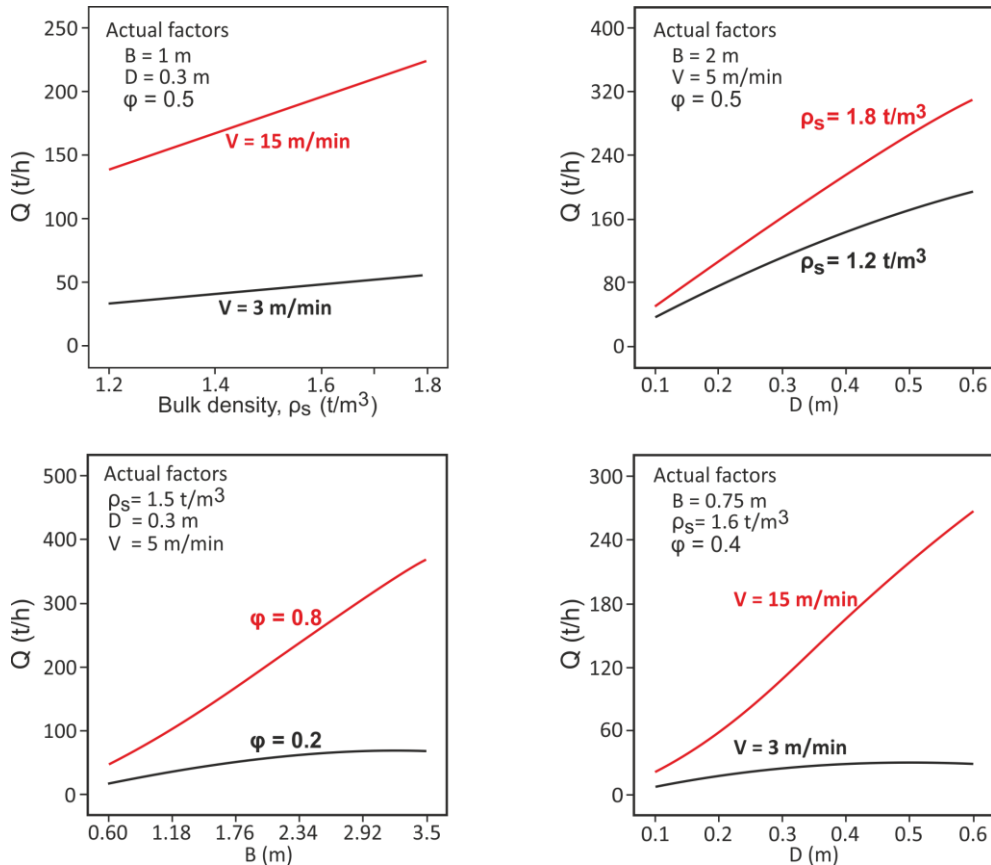 250
200
150
100
50
0
Q (t/h)
Actual factors
B = 1 m
D = 0.3 m
φ = 0.5
V = 15 m/min
V = 3 m/min
1.2 1.4 1.6 1.8
Bulk density, ρs (t/m³)
400
320
240
160
80
0
Q (t/h)
Actual factors
B = 2 m
V = 5 m/min
φ = 0.5
ρs = 1.8 t/m³
ρs = 1.2 t/m³
0.1 0.2 0.3 0.4 0.5 0.6
D (m)
500
400
300
200
100
0
Q (t/h)
Actual factors
ρs = 1.5 t/m³
D = 0.3 m
V = 5 m/min
φ = 0.8
φ = 0.2
0.60 1.18 1.76 2.34 2.92 3.5
B (m)
300
240
180
120
60
0
Q (t/h)
Actual factors
B = 0.75 m
ρs = 1.6 t/m³
φ = 0.4
V = 15 m/min
V = 3 m/min
0.1 0.2 0.3 0.4 0.5 0.6
D (m)